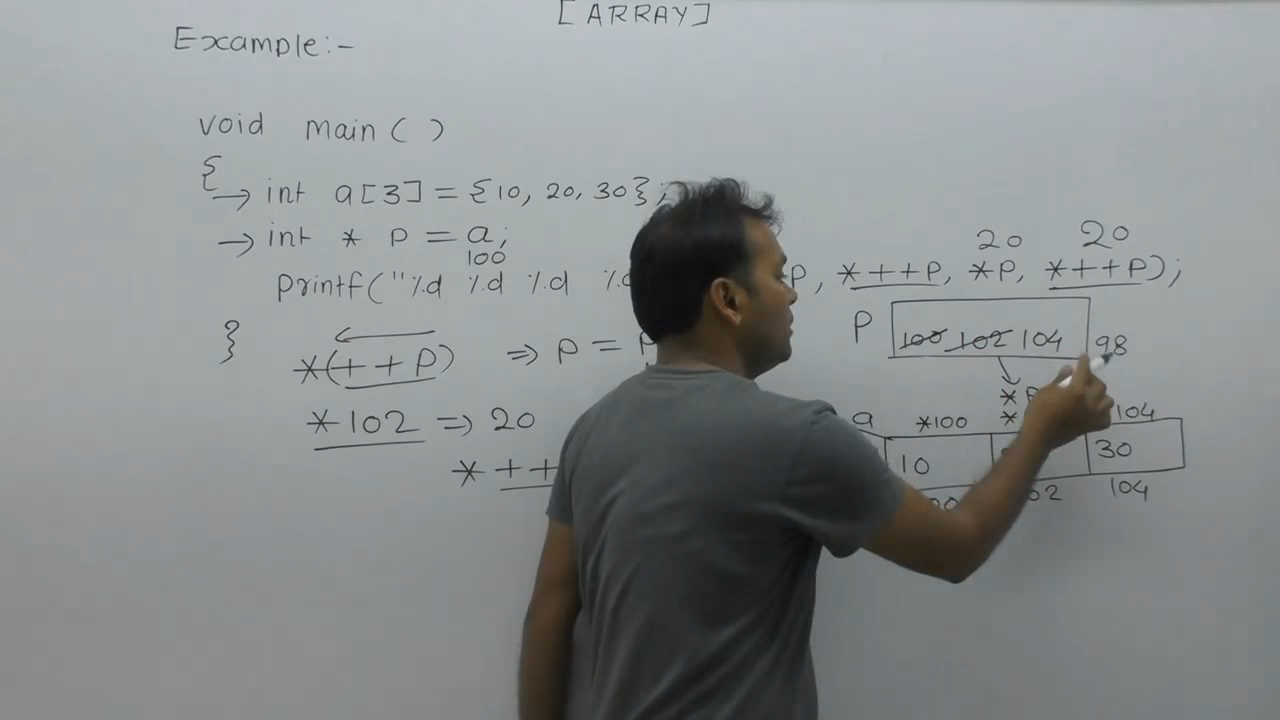 [ARRAY]
Example:-
void main()
{
→ int a[3] = {10, 20, 30};
→ int * P = a;
100
20 20
printf("%d %d %d % P, *++P, *P, *++P);
}
*(++P) ⇒ P =
P 100 102 104 98
*102 ⇒ 20
*
a *100 * 104
10 30
*++
02 104